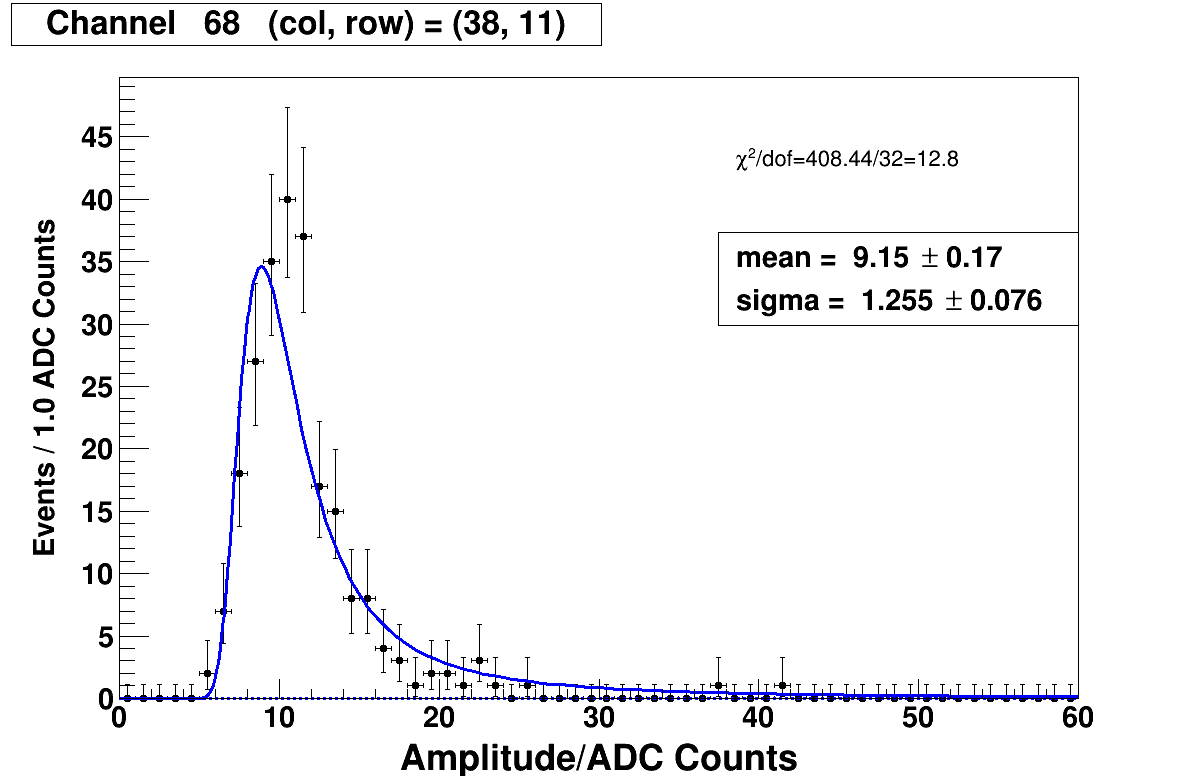 Channel 68 (col, row) = (38, 11)
χ²/dof=408.44/32=12.8
mean = 9.15 ± 0.17
sigma = 1.255 ± 0.076
Events / 1.0 ADC Counts
45
40
35
30
25
20
15
10
5
0
0 10 20 30 40 50 60
Amplitude/ADC Counts